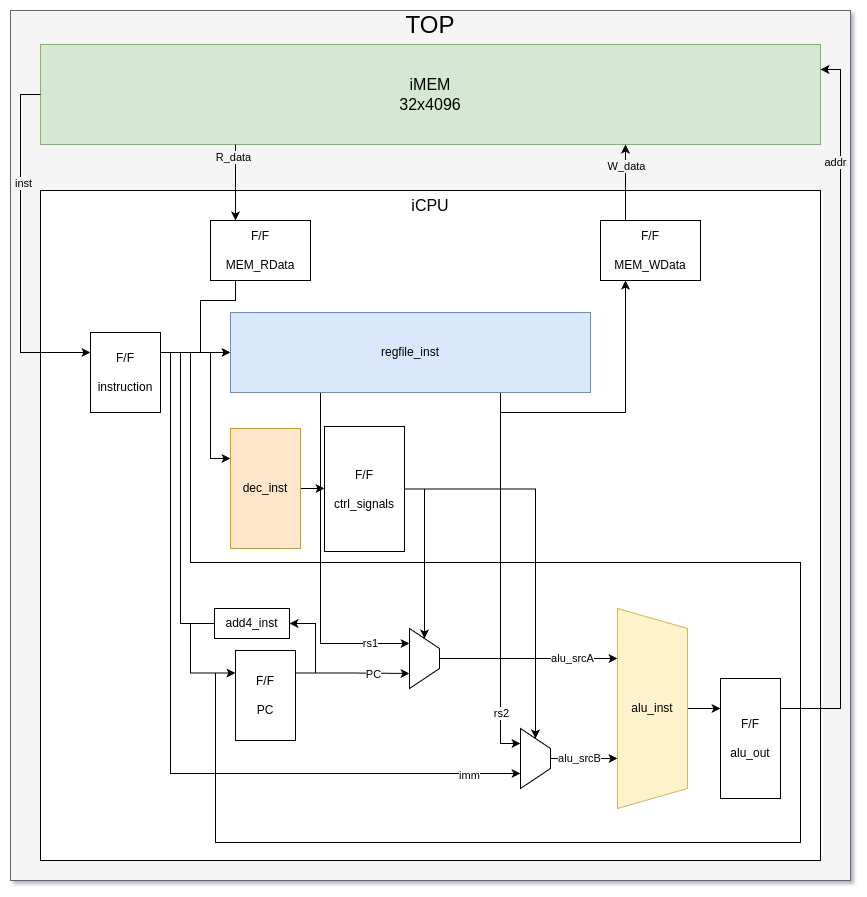 TOP
iMEM
32x4096
R_data
W_data
addr
inst
iCPU
F/F
MEM_RData
F/F
MEM_WData
F/F
instruction
regfile_inst
dec_inst
F/F
ctrl_signals
add4_inst
rs1
PC
F/F
PC
alu_srcA
rs2
alu_srcB
imm
alu_inst
F/F
alu_out